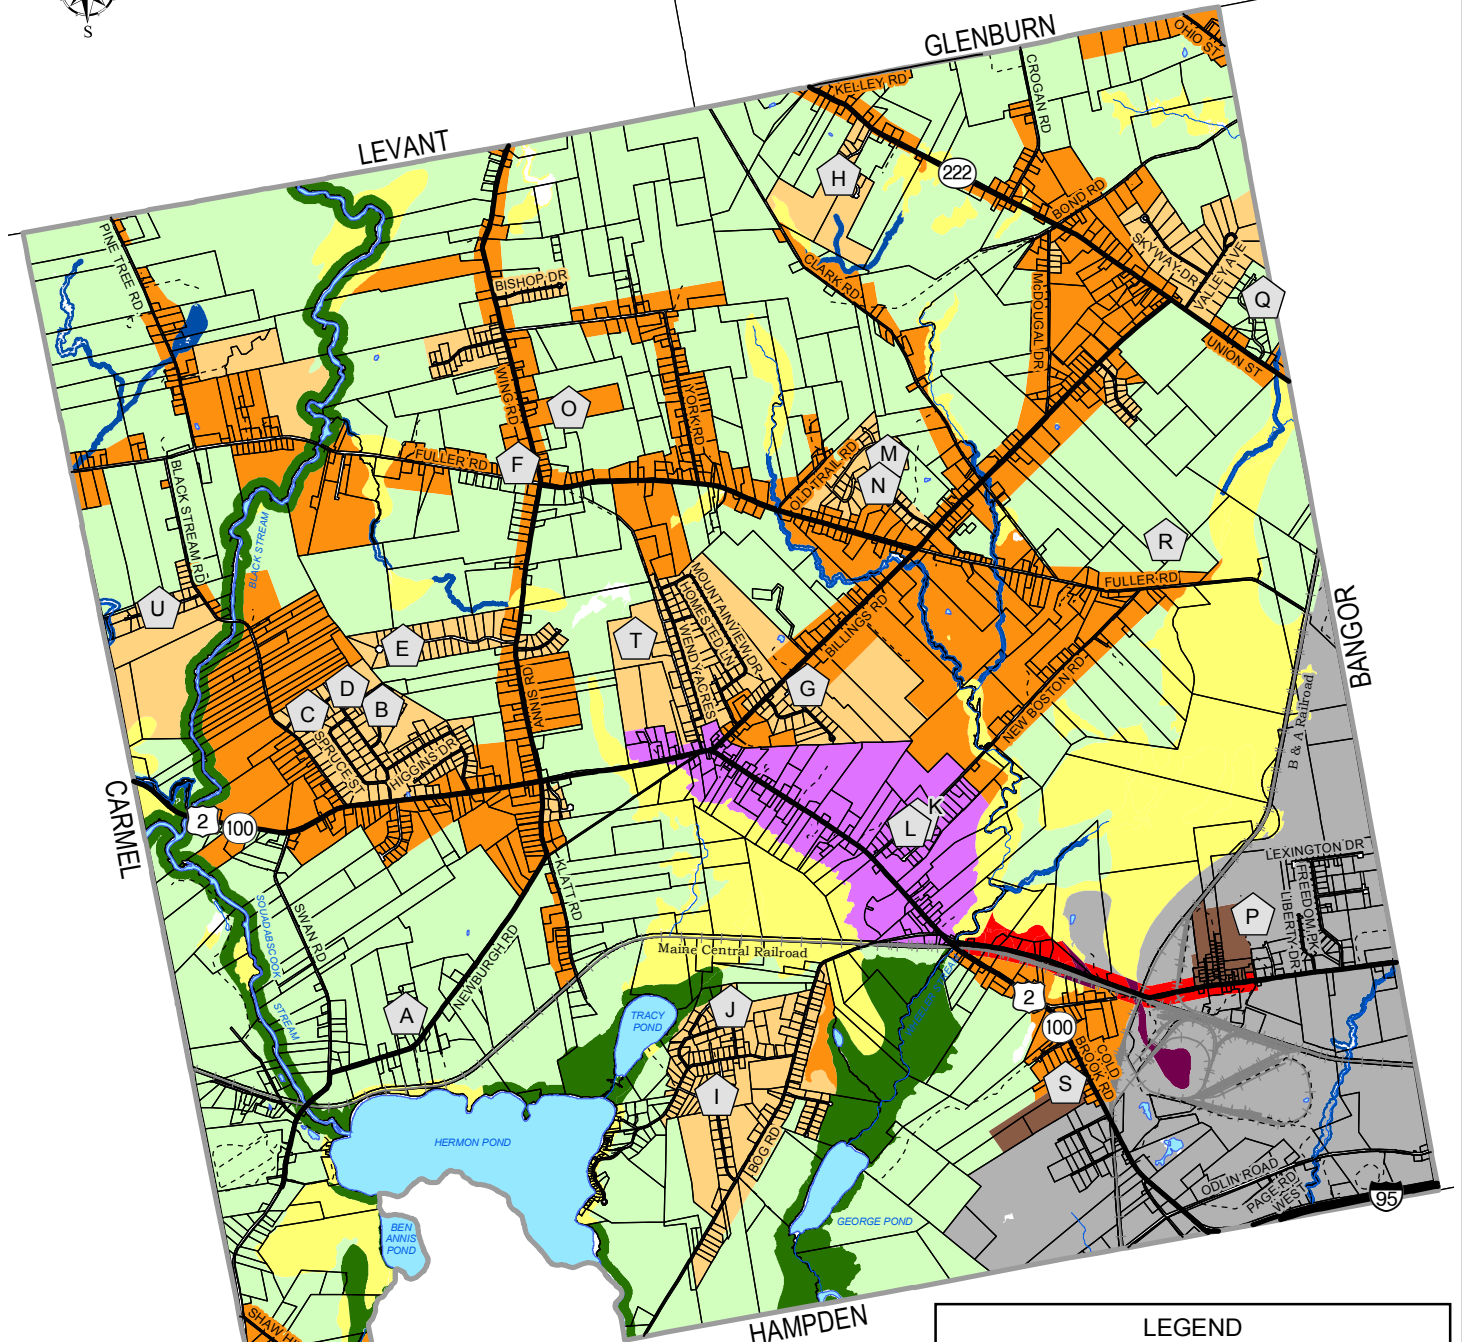 S
GLENBURN
OHIO ST
KELLEY RD
CROGAN RD
LEVANT
H
222
BOND RD
PINE TREE RD
SKYWAY DR
VALLEY AVE
CLARK RD
BISHOP DR
McDOUGAL DR
Q
UNION ST
WING RD
O
YORK RD
FULLER RD
F
OLD TRAIL RD
M
N
BLACK STREAM RD
BLACK STREAM
R
FULLER RD
BANGOR
U
MOUNTAINVIEW DR
HOMESTED LN
WENDY ACRES
T
E
BILLINGS RD
NEW BOSTON RD
B & A Railroad
D
C
B
G
ANNIS RD
SPRUCE ST
HIGGINS DR
CARMEL
2
100
K
L
LEXINGTON DR
FREEDOM PK
LIBERTY DR
KLATT RD
SWAN RD
SOUADABSCOOK
STREAM
NEWBURGH RD
P
Maine Central Railroad
A
TRACY
POND
J
2
100
COLD
BROOK RD
I
S
HERMON POND
BOG RD
ODLIN ROAD
PAGE RD
WEST
95
GEORGE POND
BEN
ANNIS
POND
HAMPDEN
LEGEND